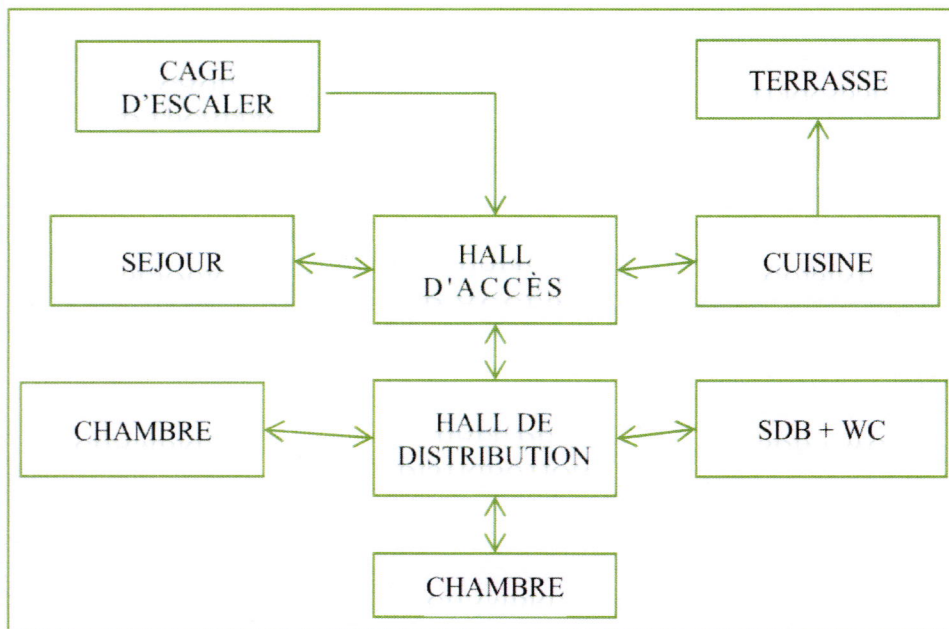 CAGE
D'ESCALER
TERRASSE
SEJOUR
HALL
D'ACCÈS
CUISINE
CHAMBRE
HALL DE
DISTRIBUTION
SDB + WC
CHAMBRE